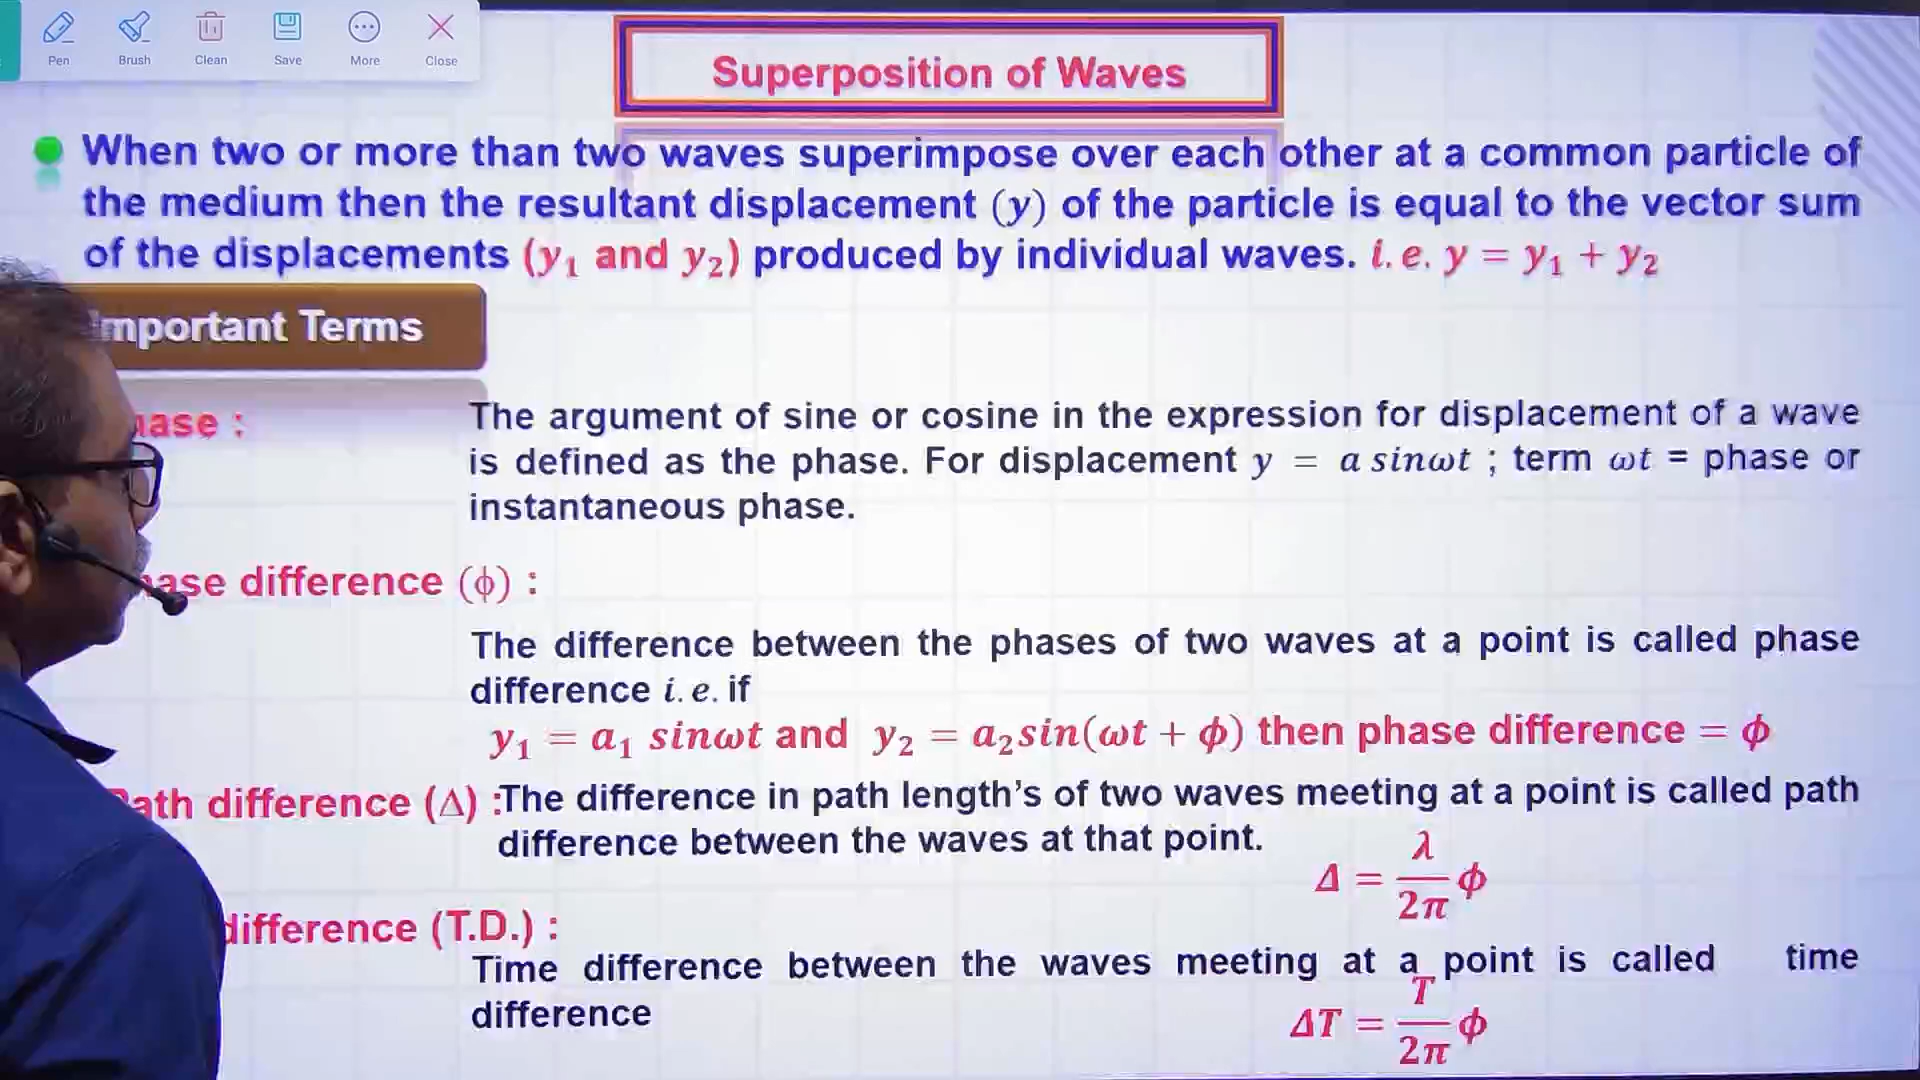 Pen Brush Clean Save More Close
Superposition of Waves
When two or more than two waves superimpose over each other at a common particle of
the medium then the resultant displacement (y) of the particle is equal to the vector sum
of the displacements (y₁ and y₂) produced by individual waves. i.e. y = y₁ + y₂
Important Terms
hase :
The argument of sine or cosine in the expression for displacement of a wave
is defined as the phase. For displacement y = a sinωt ; term ωt = phase or
instantaneous phase.
hase difference (ϕ) :
The difference between the phases of two waves at a point is called phase
difference i.e. if
y₁ = a₁ sinωt and y₂ = a₂sin(ωt + ϕ) then phase difference = ϕ
Path difference (Δ) :The difference in path length's of two waves meeting at a point is called path
difference between the waves at that point.
Δ = λ/2π ϕ
difference (T.D.) :
Time difference between the waves meeting at a point is called time
difference
ΔT = T/2π ϕ